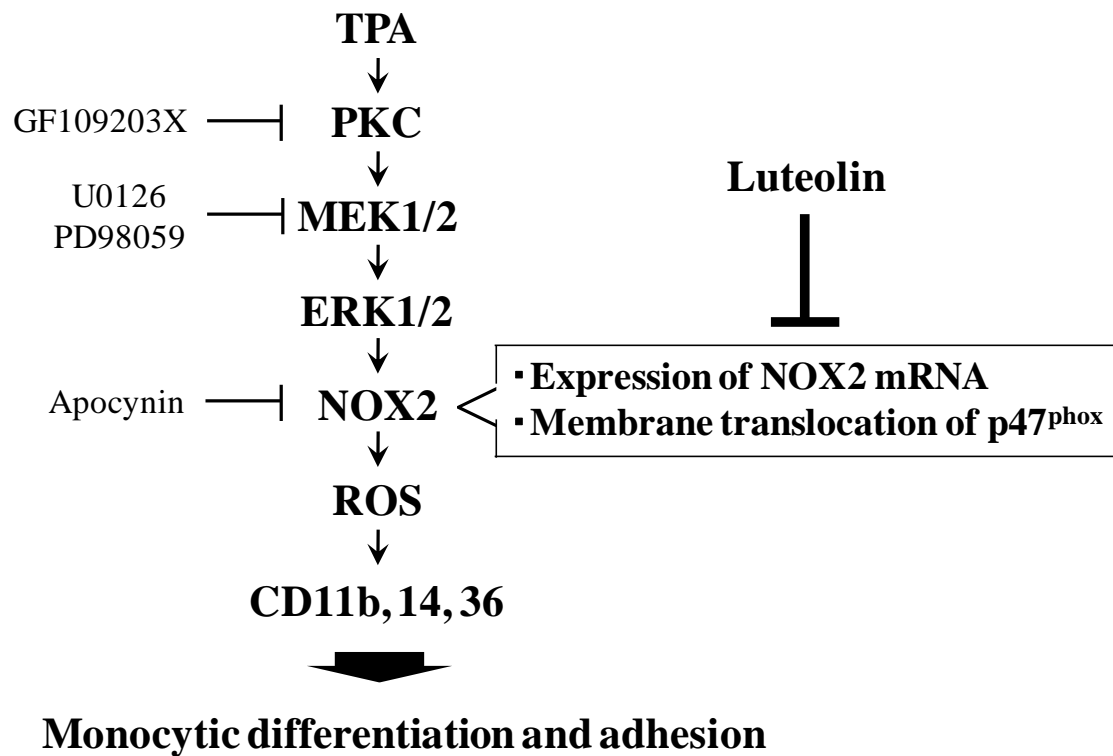 TPA
GF109203X
PKC
U0126
PD98059
MEK1/2
Luteolin
ERK1/2
Apocynin
NOX2
▪Expression of NOX2 mRNA
▪Membrane translocation of p47phox
ROS
CD11b, 14, 36
Monocytic differentiation and adhesion